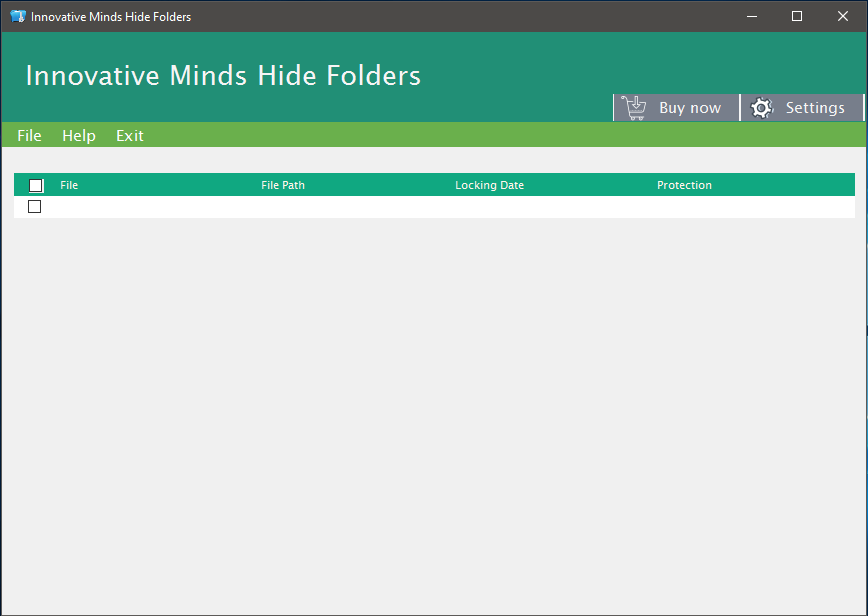 Innovative Minds Hide Folders
Innovative Minds Hide Folders
Buy now Settings
File Help Exit
File File Path Locking Date Protection